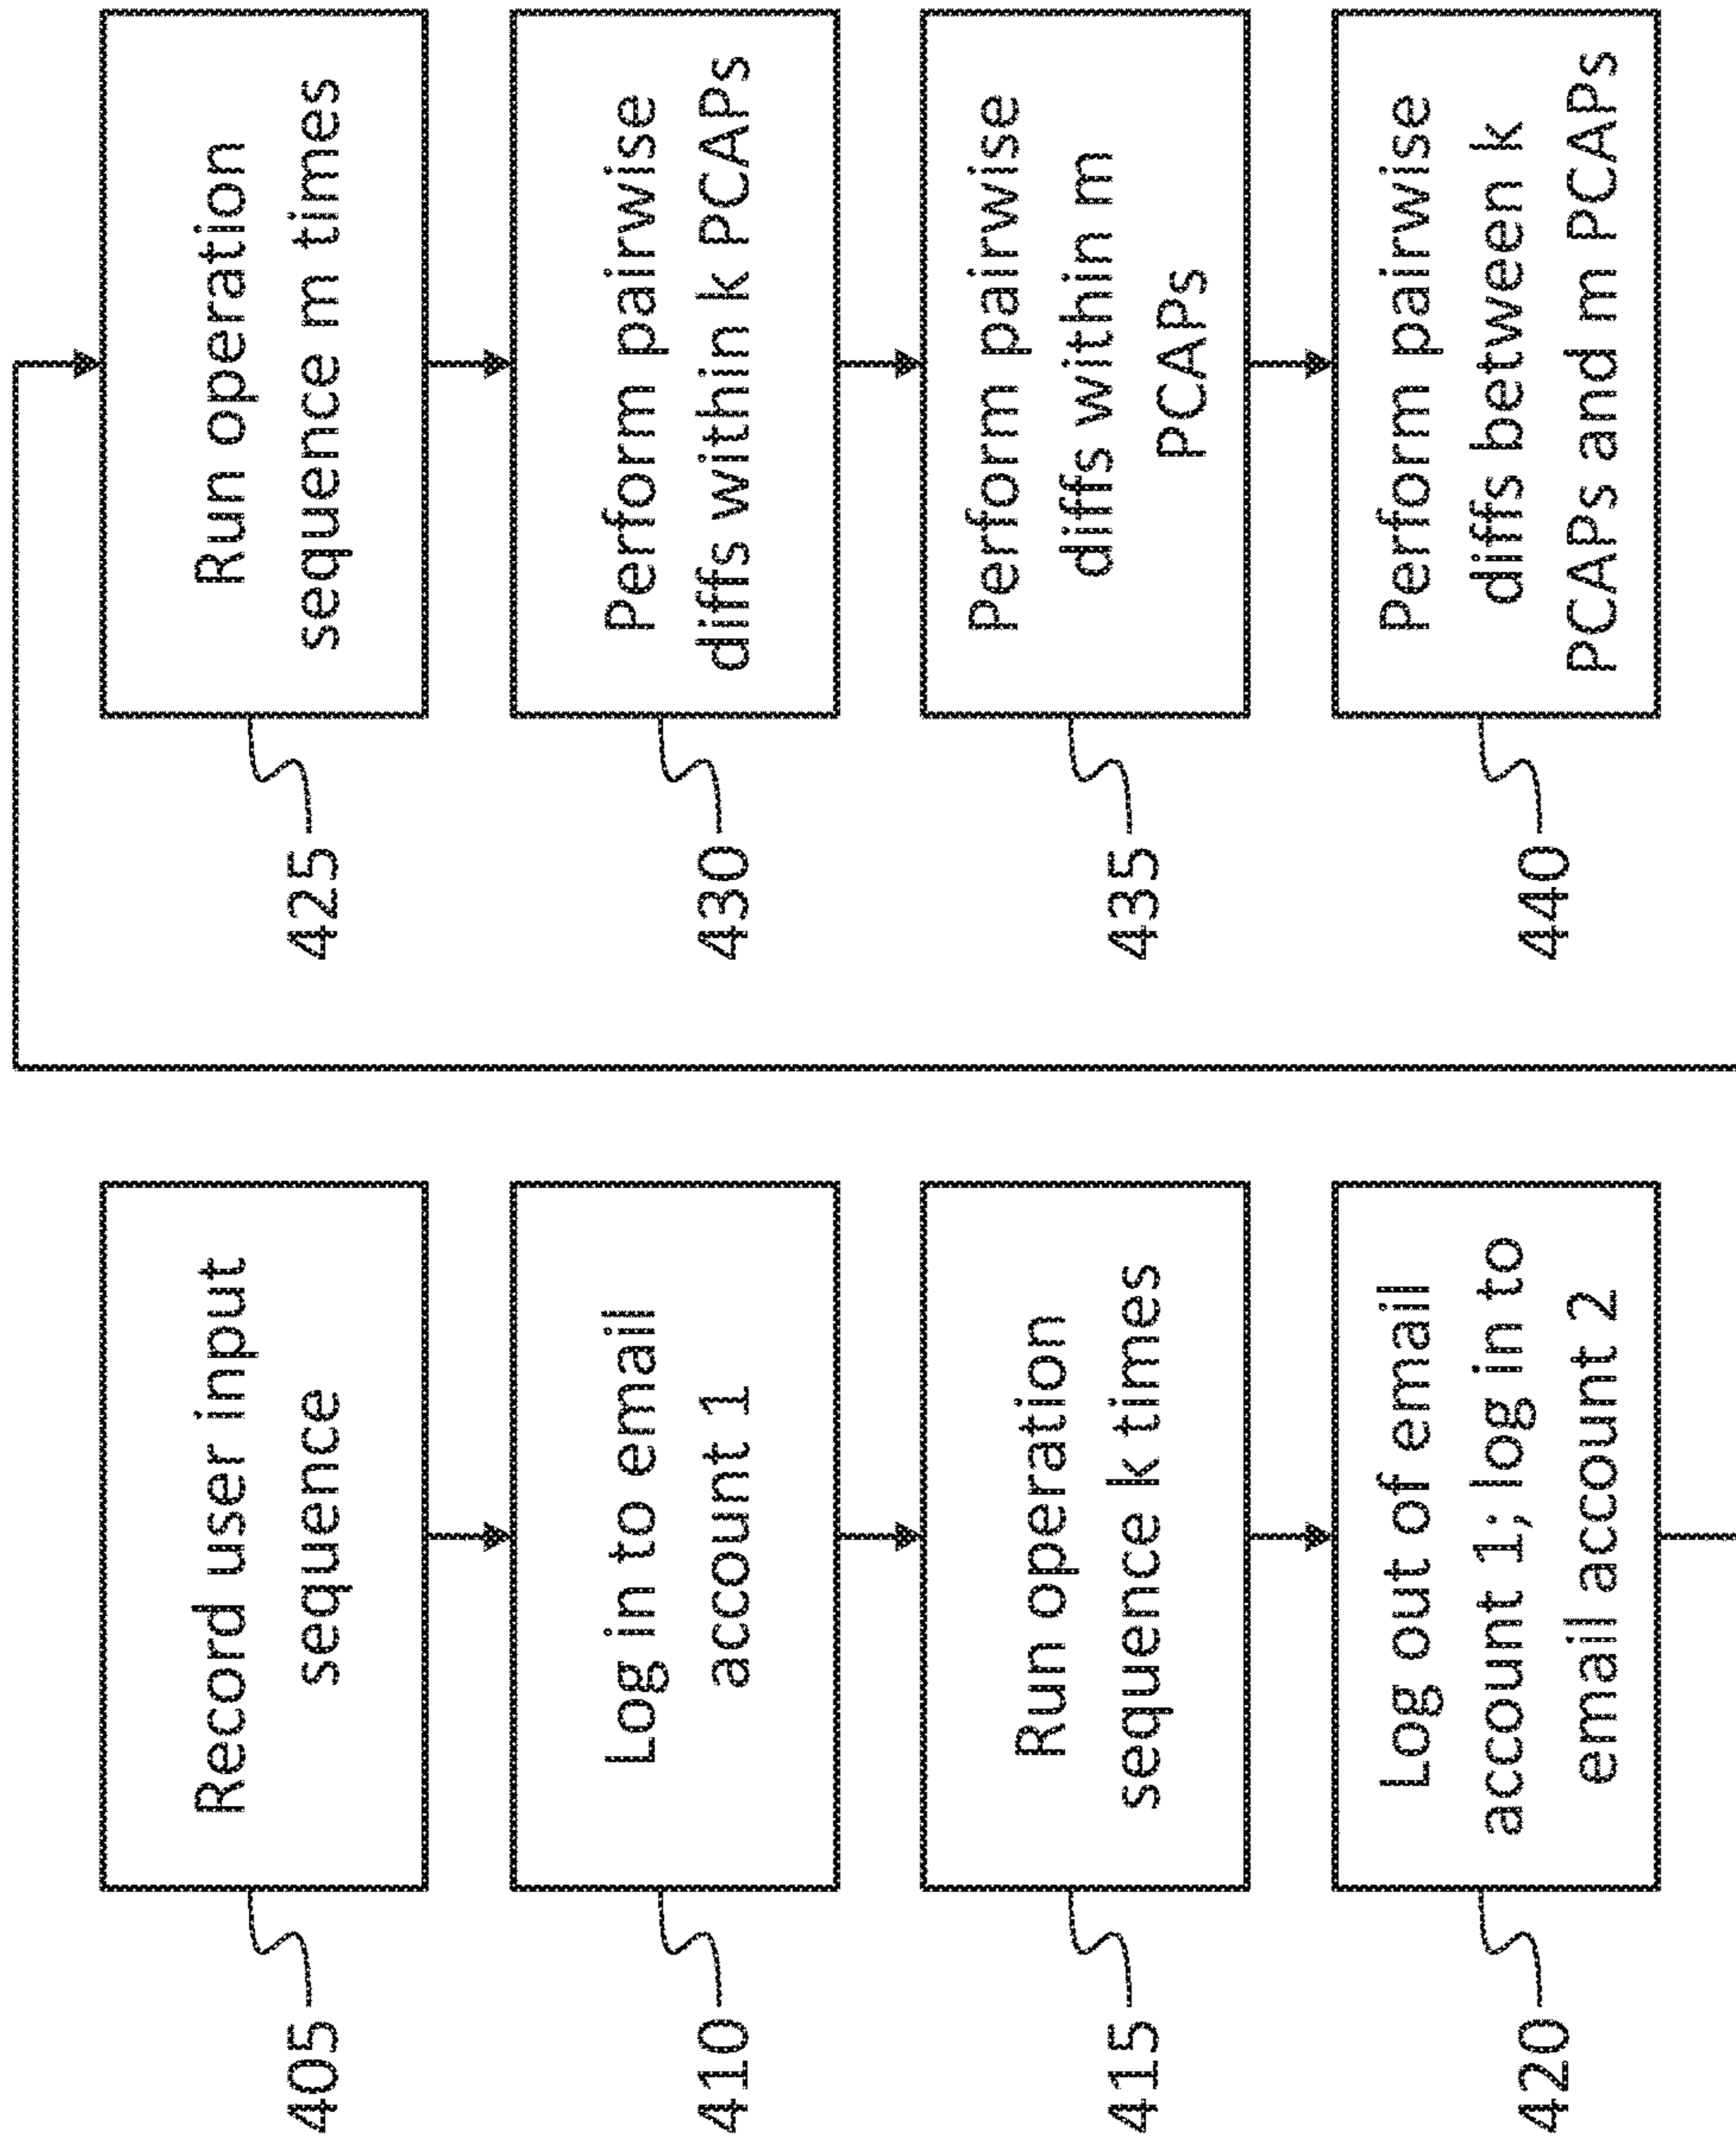 405
Record user input
sequence
410
Log in to email
account 1
415
Run operation
sequence k times
420
Log out of email
account 1; log in to
email account 2
425
Run operation
sequence m times
430
Perform pairwise
diffs within k PCAPs
435
Perform pairwise
diffs within m
PCAPs
440
Perform pairwise
diffs between k
PCAPs and m PCAPs